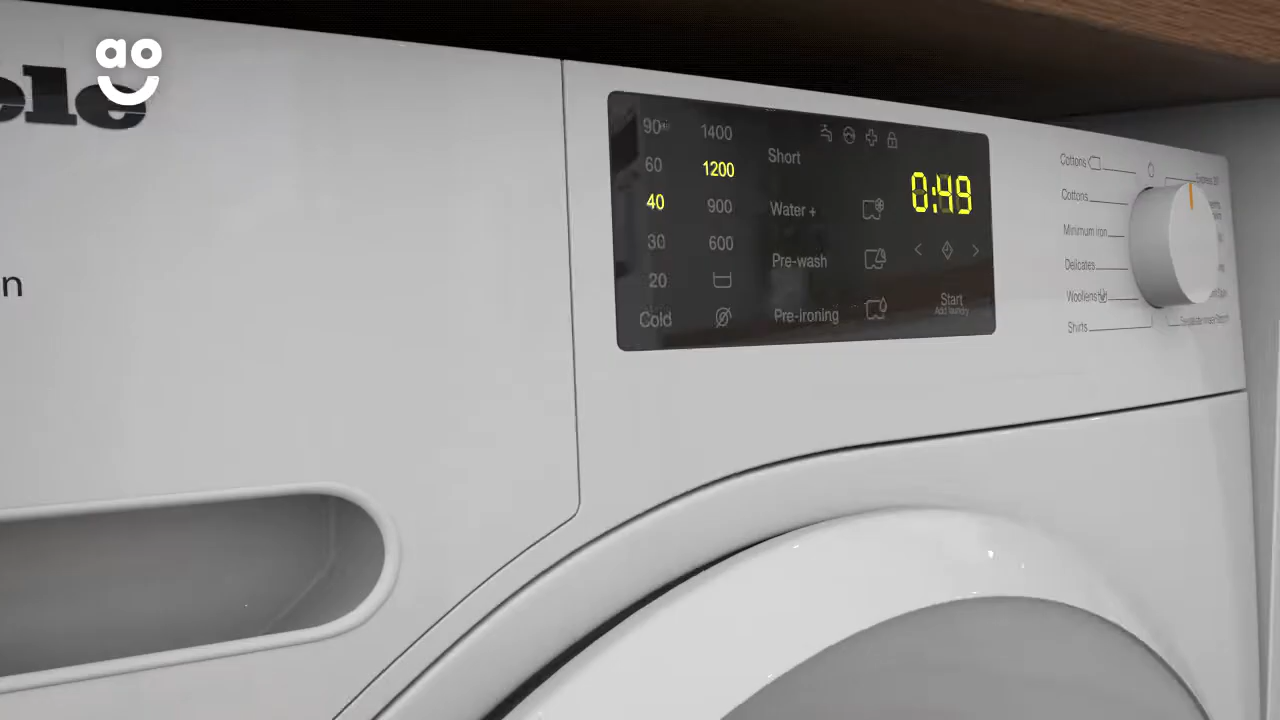 ao
ele
n
90
60
40
30
20
Cold
1400
1200
900
600
Short
Water +
Pre-wash
Pre-ironing
0:49
Start
Add laundry
Cottons
Cottons
Minimum iron
Delicates
Woollens
Shirts